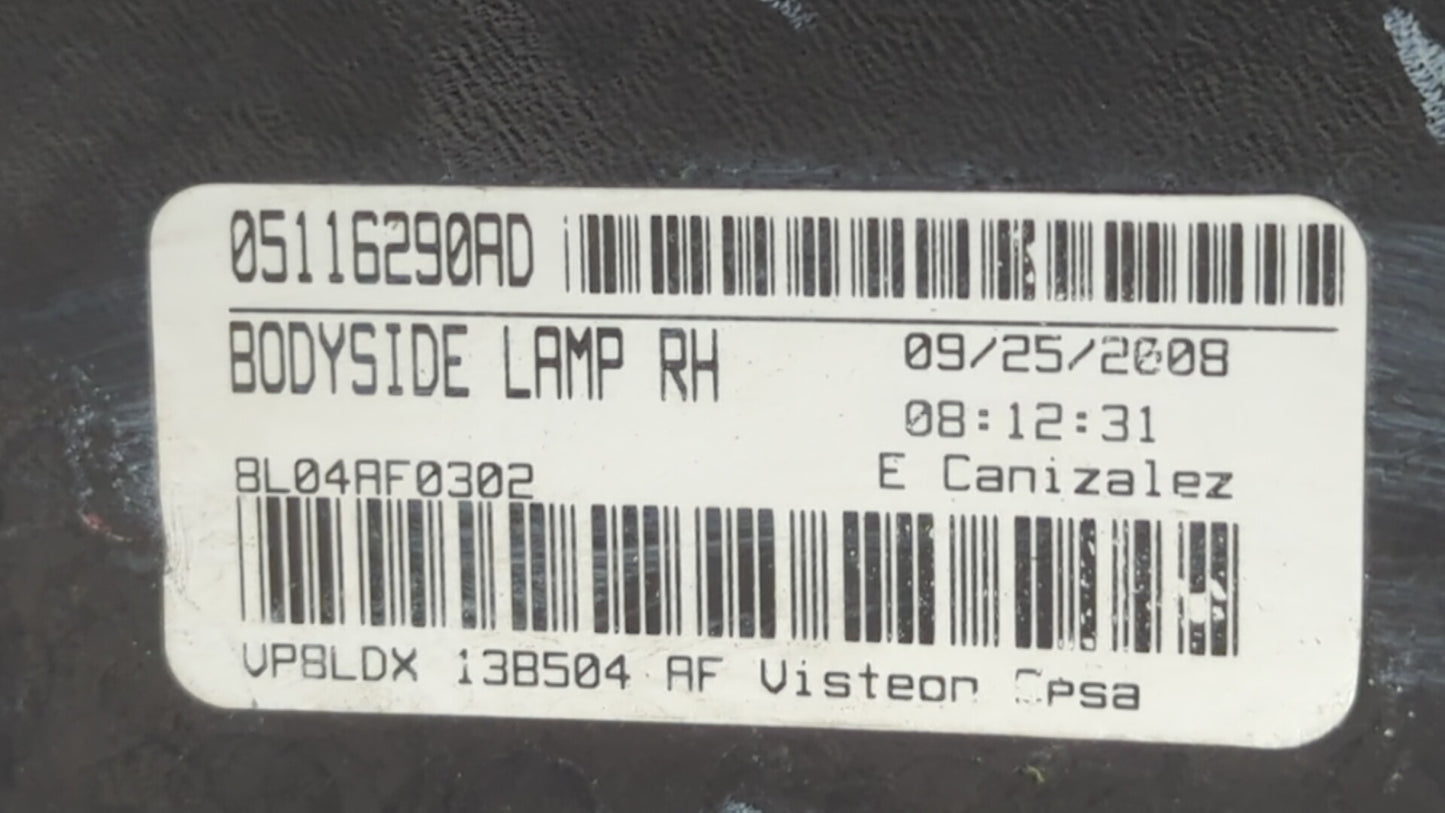 05116290AD
BODYSIDE LAMP RH
09/25/2008
08:12:31
E Canizalez
8L04AF0302
VP8LDX 13B504 AF Visteon